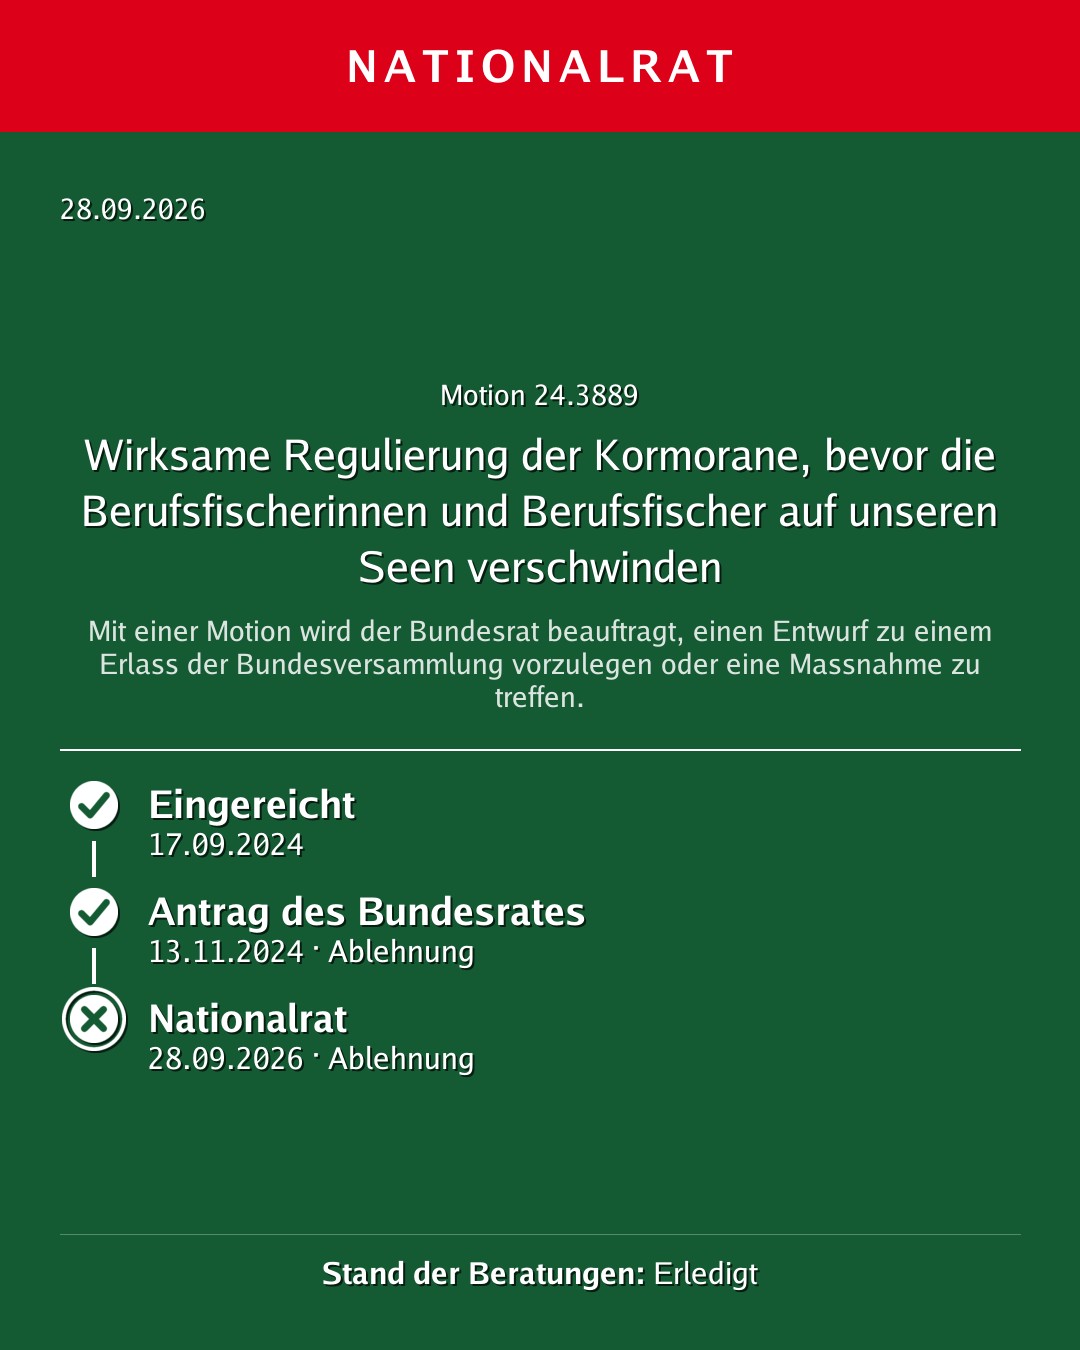 NATIONALRAT
28.09.2026
Motion 24.3889
Wirksame Regulierung der Kormorane, bevor die
Berufsfischerinnen und Berufsfischer auf unseren
Seen verschwinden
Mit einer Motion wird der Bundesrat beauftragt, einen Entwurf zu einem
Erlass der Bundesversammlung vorzulegen oder eine Massnahme zu
treffen.
Eingereicht
17.09.2024
Antrag des Bundesrates
13.11.2024 · Ablehnung
Nationalrat
28.09.2026 · Ablehnung
Stand der Beratungen: Erledigt